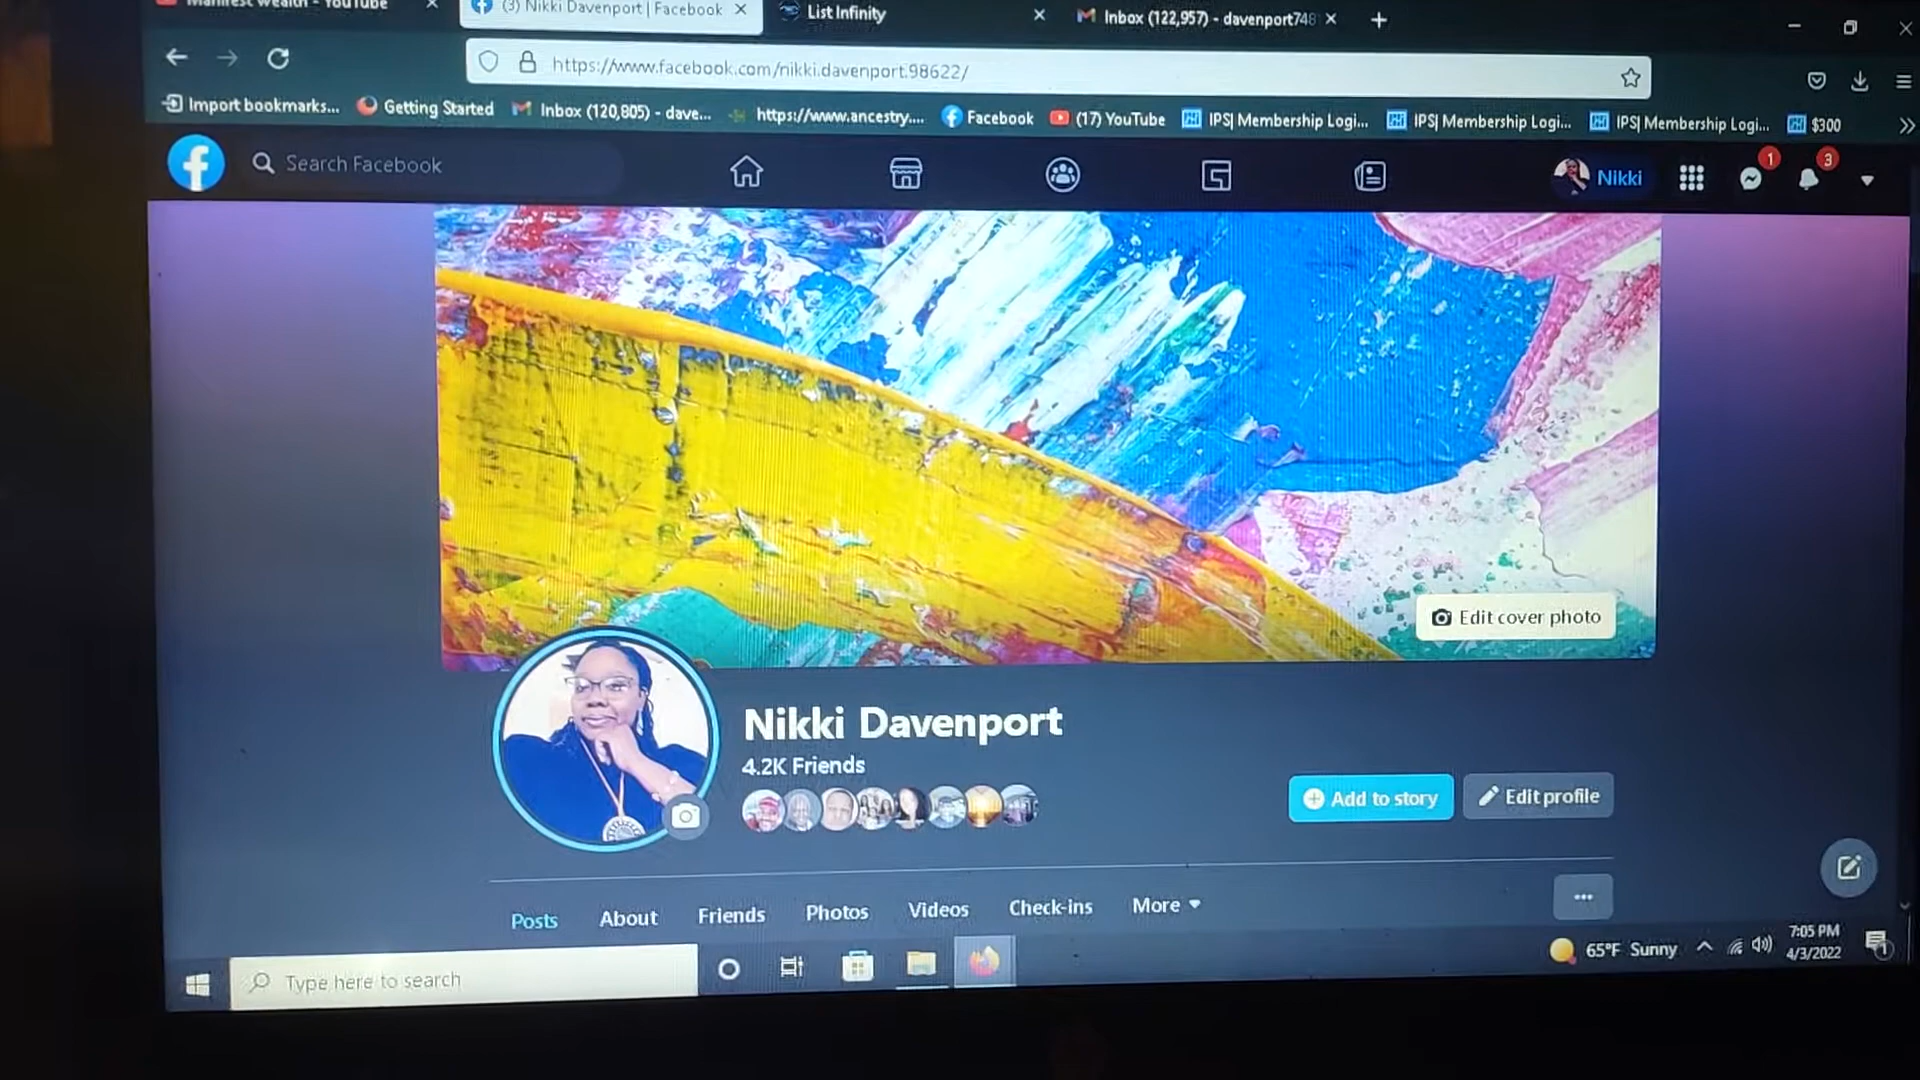 Manifest Wealth - YouTube
(3) Nikki Davenport | Facebook
List Infinity
Inbox (122,957) - davenport748
https://www.facebook.com/nikki.davenport.98622/
Import bookmarks...
Getting Started
Inbox (120,805) - dave...
https://www.ancestry....
Facebook
(17) YouTube
IPS| Membership Logi...
IPS| Membership Logi...
IPS| Membership Logi...
$300
Search Facebook
Nikki
1
3
Edit cover photo
Nikki Davenport
4.2K Friends
Add to story
Edit profile
Posts
About
Friends
Photos
Videos
Check-ins
More
Type here to search
65°F Sunny
7:05 PM
4/3/2022
1